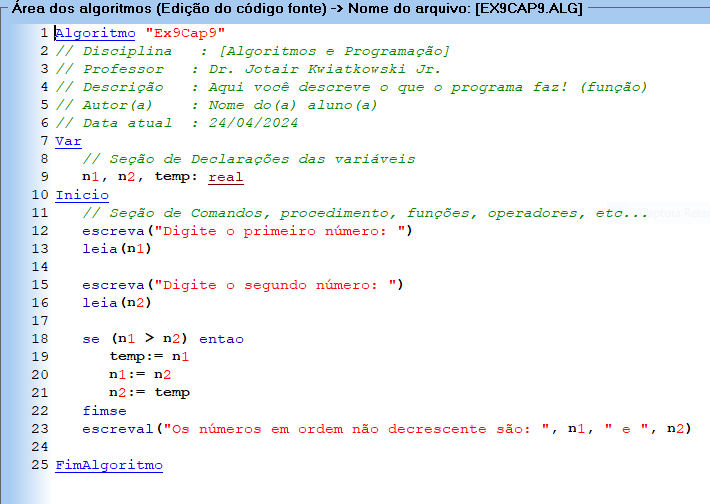 Área dos algoritmos (Edição do código fonte) -> Nome do arquivo: [EX9CAP9.ALG]
1 Algoritmo "Ex9Cap9"
2 // Disciplina   : [Algoritmos e Programação]
3 // Professor   : Dr. Jotair Kwiatkowski Jr.
4 // Descrição   : Aqui você descreve o que o programa faz! (função)
5 // Autor(a)    : Nome do(a) aluno(a)
6 // Data atual  : 24/04/2024
7 Var
8    // Seção de Declarações das variáveis
9    n1, n2, temp: real
10 Inicio
11    // Seção de Comandos, procedimento, funções, operadores, etc...
12    escreva("Digite o primeiro número: ")
13    leia(n1)
14
15    escreva("Digite o segundo número: ")
16    leia(n2)
17
18    se (n1 > n2) entao
19       temp:= n1
20       n1:= n2
21       n2:= temp
22    fimse
23    escreval("Os números em ordem não decrescente são: ", n1, " e ", n2)
24
25 FimAlgoritmo